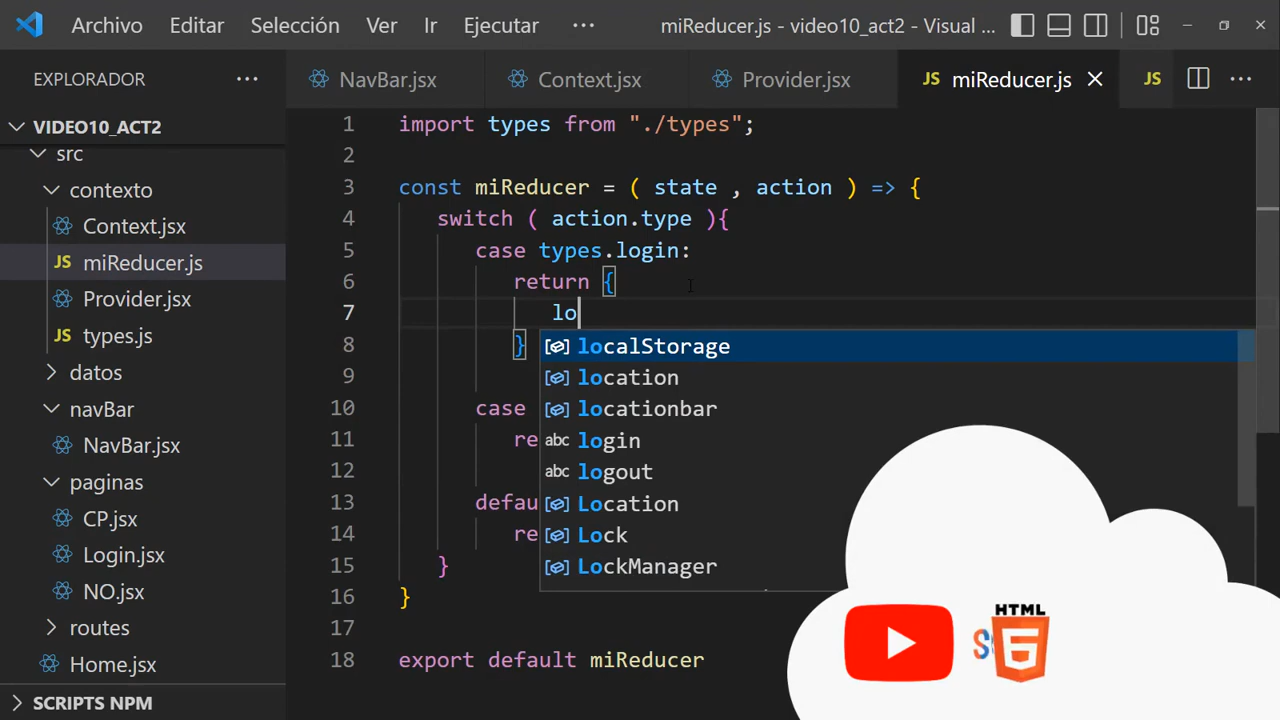 Archivo Editar Selección Ver Ir Ejecutar ··· miReducer.js - video10_act2 - Visual ...
EXPLORADOR ···
NavBar.jsx Context.jsx Provider.jsx JS miReducer.js JS
VIDEO10_ACT2
src
contexto
Context.jsx
JS miReducer.js
Provider.jsx
JS types.js
datos
navBar
NavBar.jsx
paginas
CP.jsx
Login.jsx
NO.jsx
routes
Home.jsx
SCRIPTS NPM
1 import types from "./types";
2
3 const miReducer = ( state , action ) => {
4 switch ( action.type ){
5 case types.login:
6 return {
7 lo
8 }
9
10 case
11 re
12
13 defau
14 re
15 }
16 }
17
18 export default miReducer
localStorage
location
locationbar
abc login
abc logout
Location
Lock
LockManager
HTML